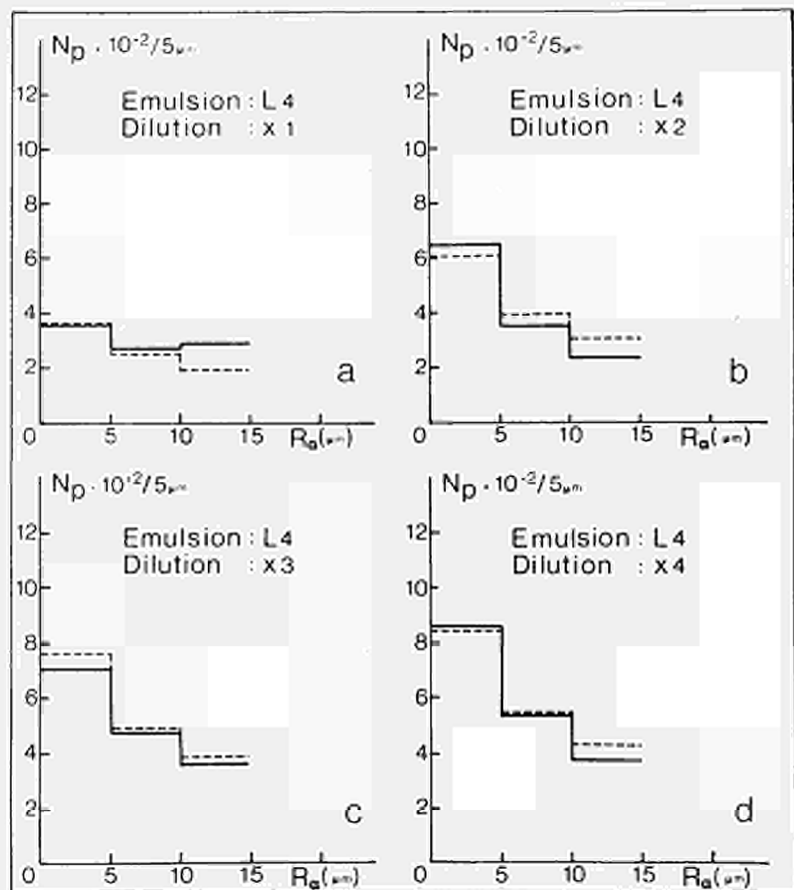 Np · 10⁻²/5μm
Emulsion : L4
Dilution : x1
12
10
8
6
4
2
a
0 5 10 15 Ra(μm)
Np · 10⁻²/5μm
Emulsion : L4
Dilution : x2
12
10
8
6
4
2
b
0 5 10 15 Ra(μm)
Np · 10⁻²/5μm
Emulsion : L4
Dilution : x3
12
10
8
6
4
2
c
0 5 10 15 Ra(μm)
Np · 10⁻²/5μm
Emulsion : L4
Dilution : x4
12
10
8
6
4
2
d
0 5 10 15 Ra(μm)